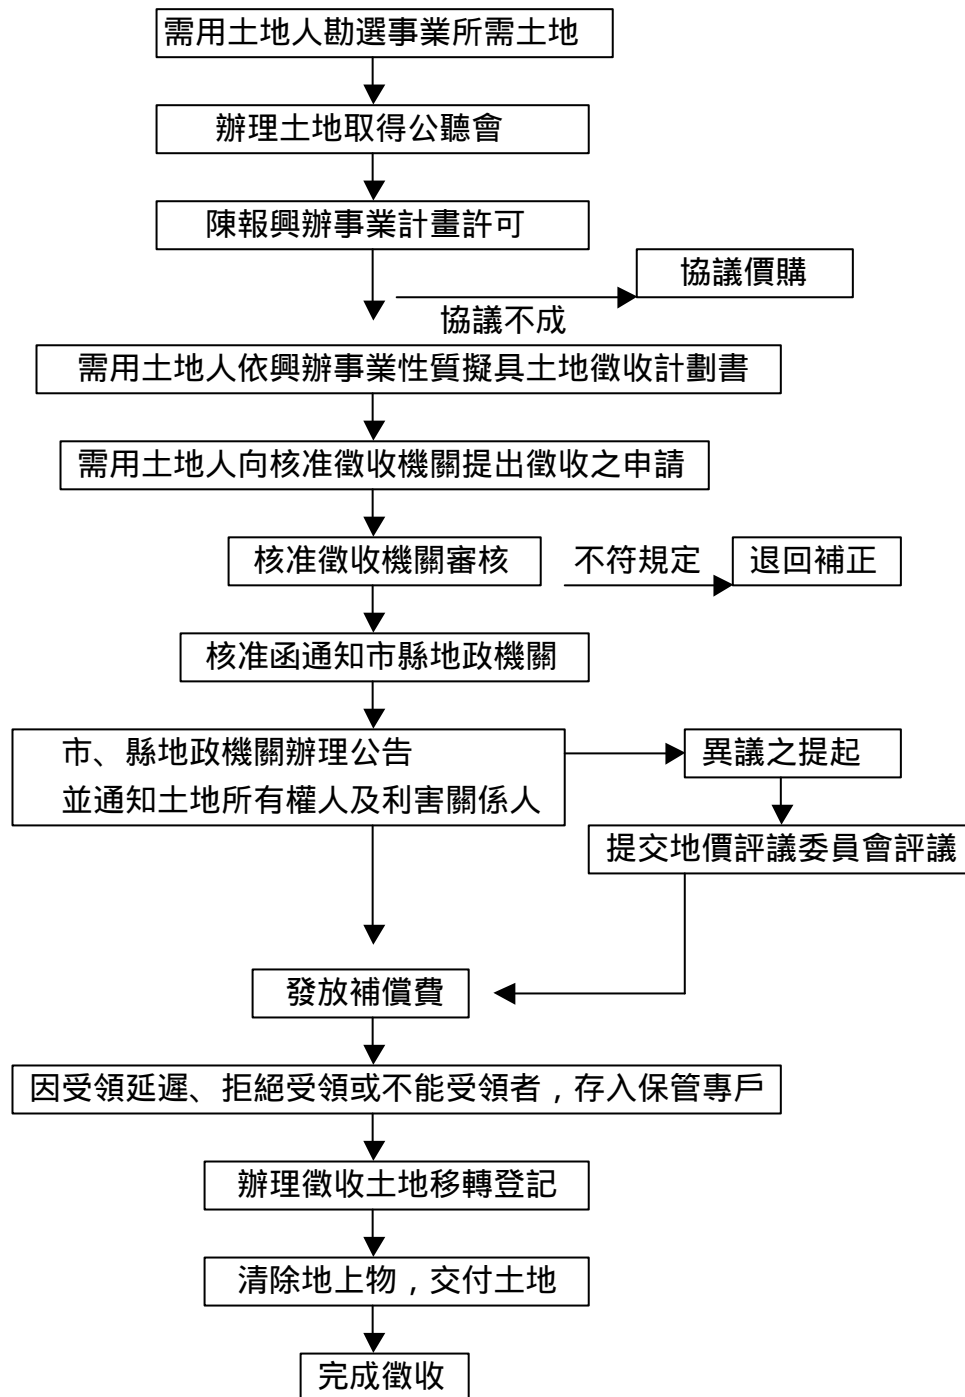 需用土地人勘選事業所需土地
辦理土地取得公聽會
陳報興辦事業計畫許可
協議價購
協議不成
需用土地人依興辦事業性質擬具土地徵收計劃書
需用土地人向核准徵收機關提出徵收之申請
核准徵收機關審核
不符規定
退回補正
核准函通知市縣地政機關
市、縣地政機關辦理公告
並通知土地所有權人及利害關係人
異議之提起
提交地價評議委員會評議
發放補償費
因受領延遲、拒絕受領或不能受領者，存入保管專戶
辦理徵收土地移轉登記
清除地上物，交付土地
完成徵收